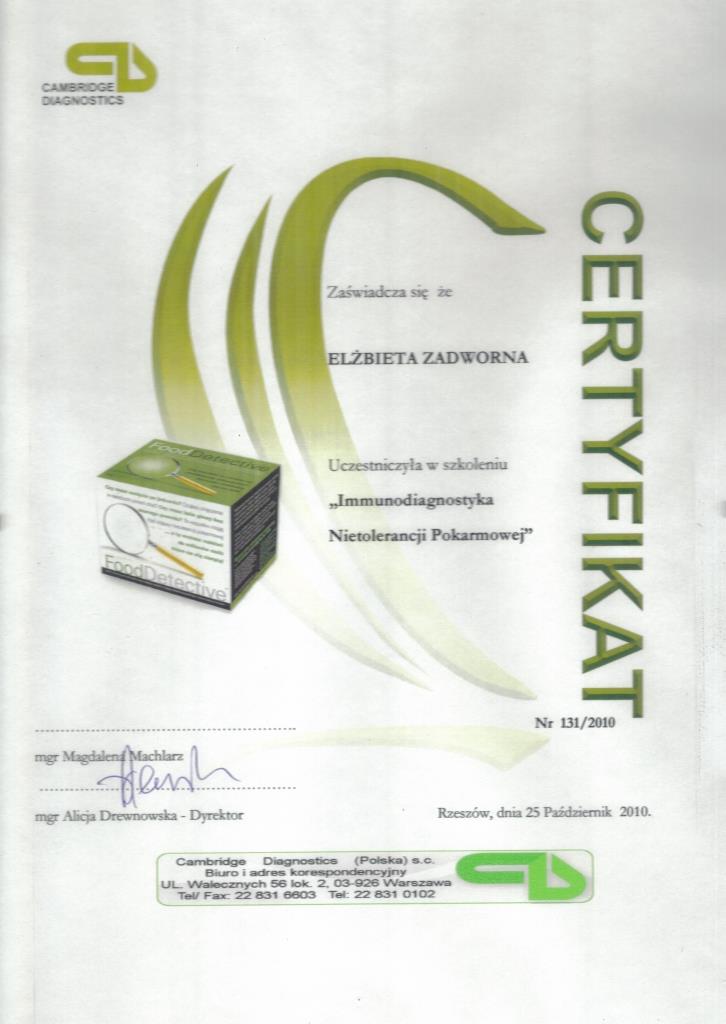 CAMBRIDGE
DIAGNOSTICS
CERTYFIKAT
Zaświadcza się że
ELŻBIETA ZADWORNA
Uczestniczyła w szkoleniu
„Immunodiagnostyka
Nietolerancji Pokarmowej”
FoodDetective
FoodDetective
Nr 131/2010
mgr Magdalena Machlarz
mgr Alicja Drewnowska - Dyrektor
Rzeszów, dnia 25 Październik 2010.
Cambridge Diagnostics (Polska) s.c.
Biuro i adres korespondencyjny
UL. Walecznych 56 lok. 2, 03-926 Warszawa
Tel/ Fax: 22 831 6603 Tel: 22 831 0102